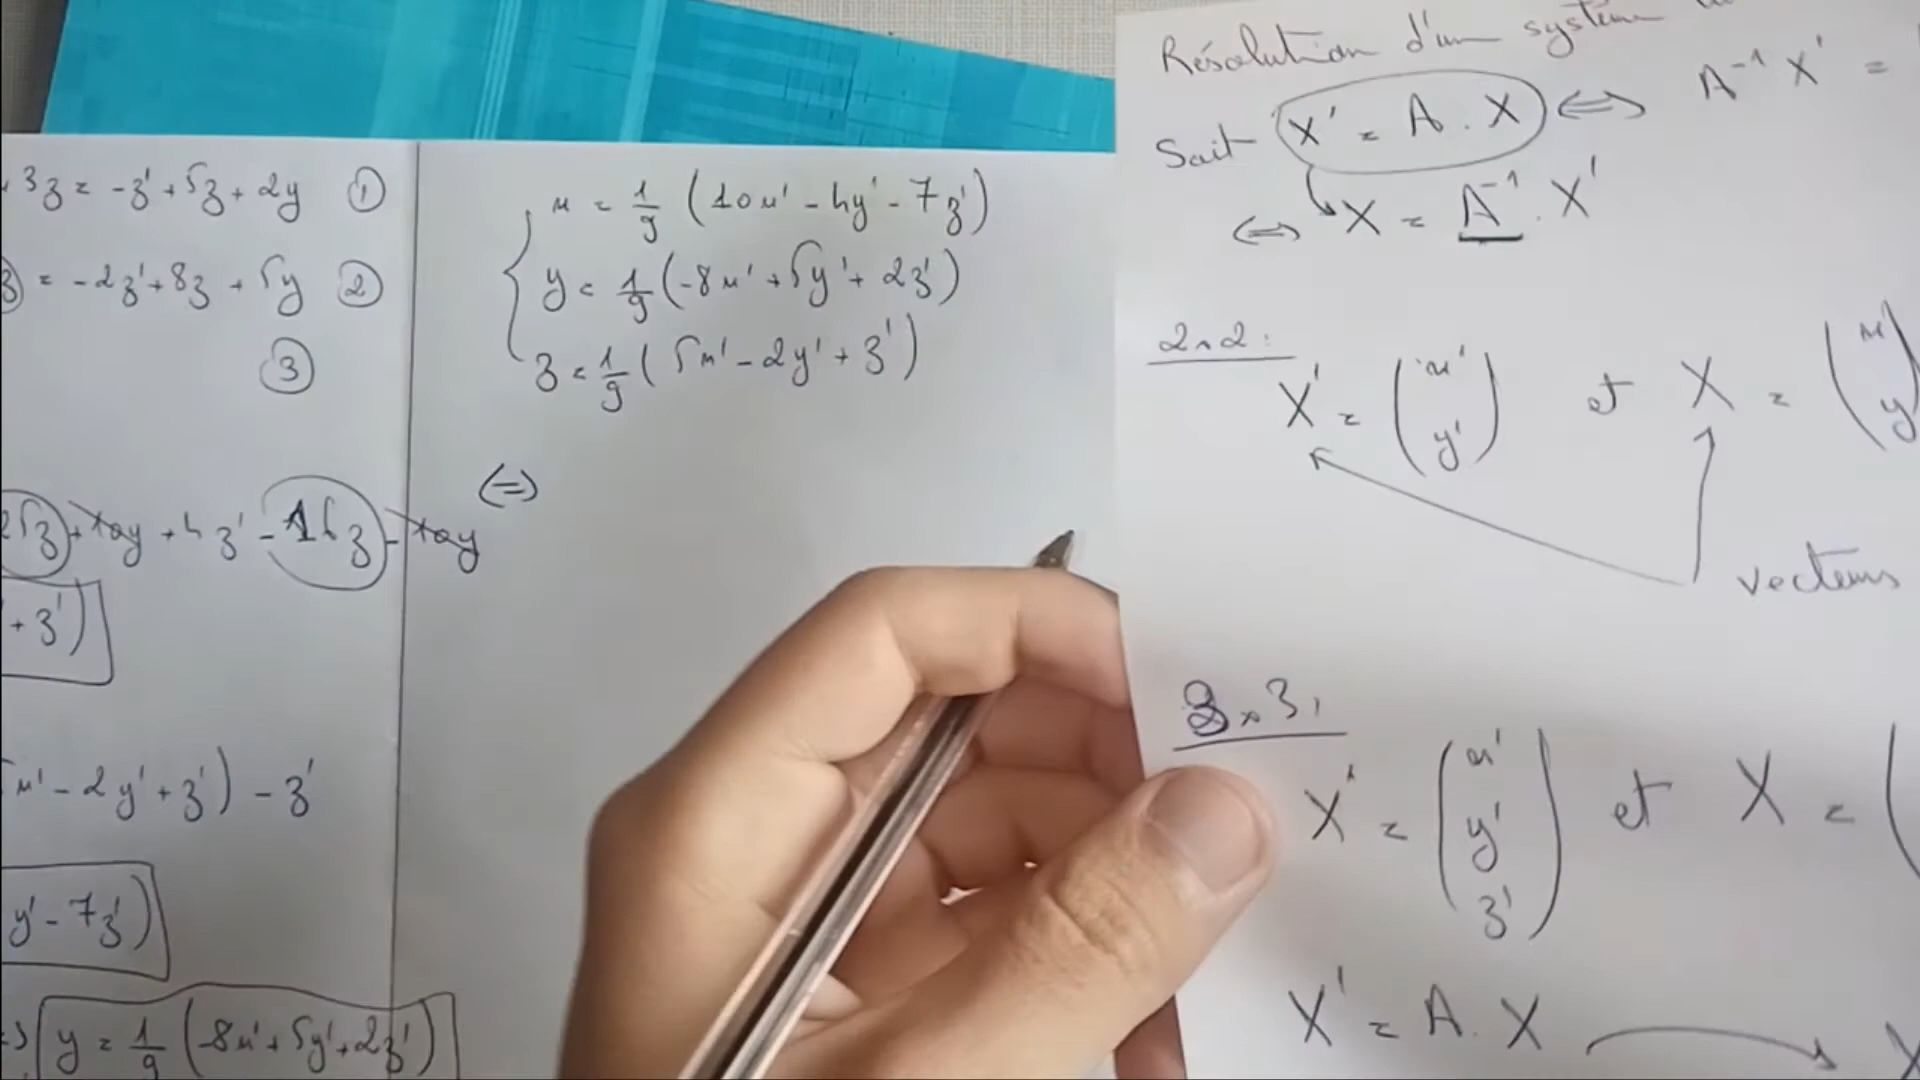 3z = -z' + 5z + 2y ①
= -2z' + 8z + 5y ②
③
25z + 10y + 4z' - 16z - 10y
+ z')
x' - 2y' + z') - z'
y' - 7z')
y = 1/9 (-8x' + 5y' + 2z')
x = 1/9 (10x' - 4y' - 7z')
y = 1/9 (-8x' + 5y' + 2z')
z = 1/9 (5x' - 2y' + z')
⇔
Résolution d'un système
Soit X' = A . X ⇔ A⁻¹ X' =
⇔ X = A⁻¹ . X'
2x2:
X' = (x' y') et X = (x y
vecteurs
3x3:
X' = (x' y' z') et X = (
X' = A . X